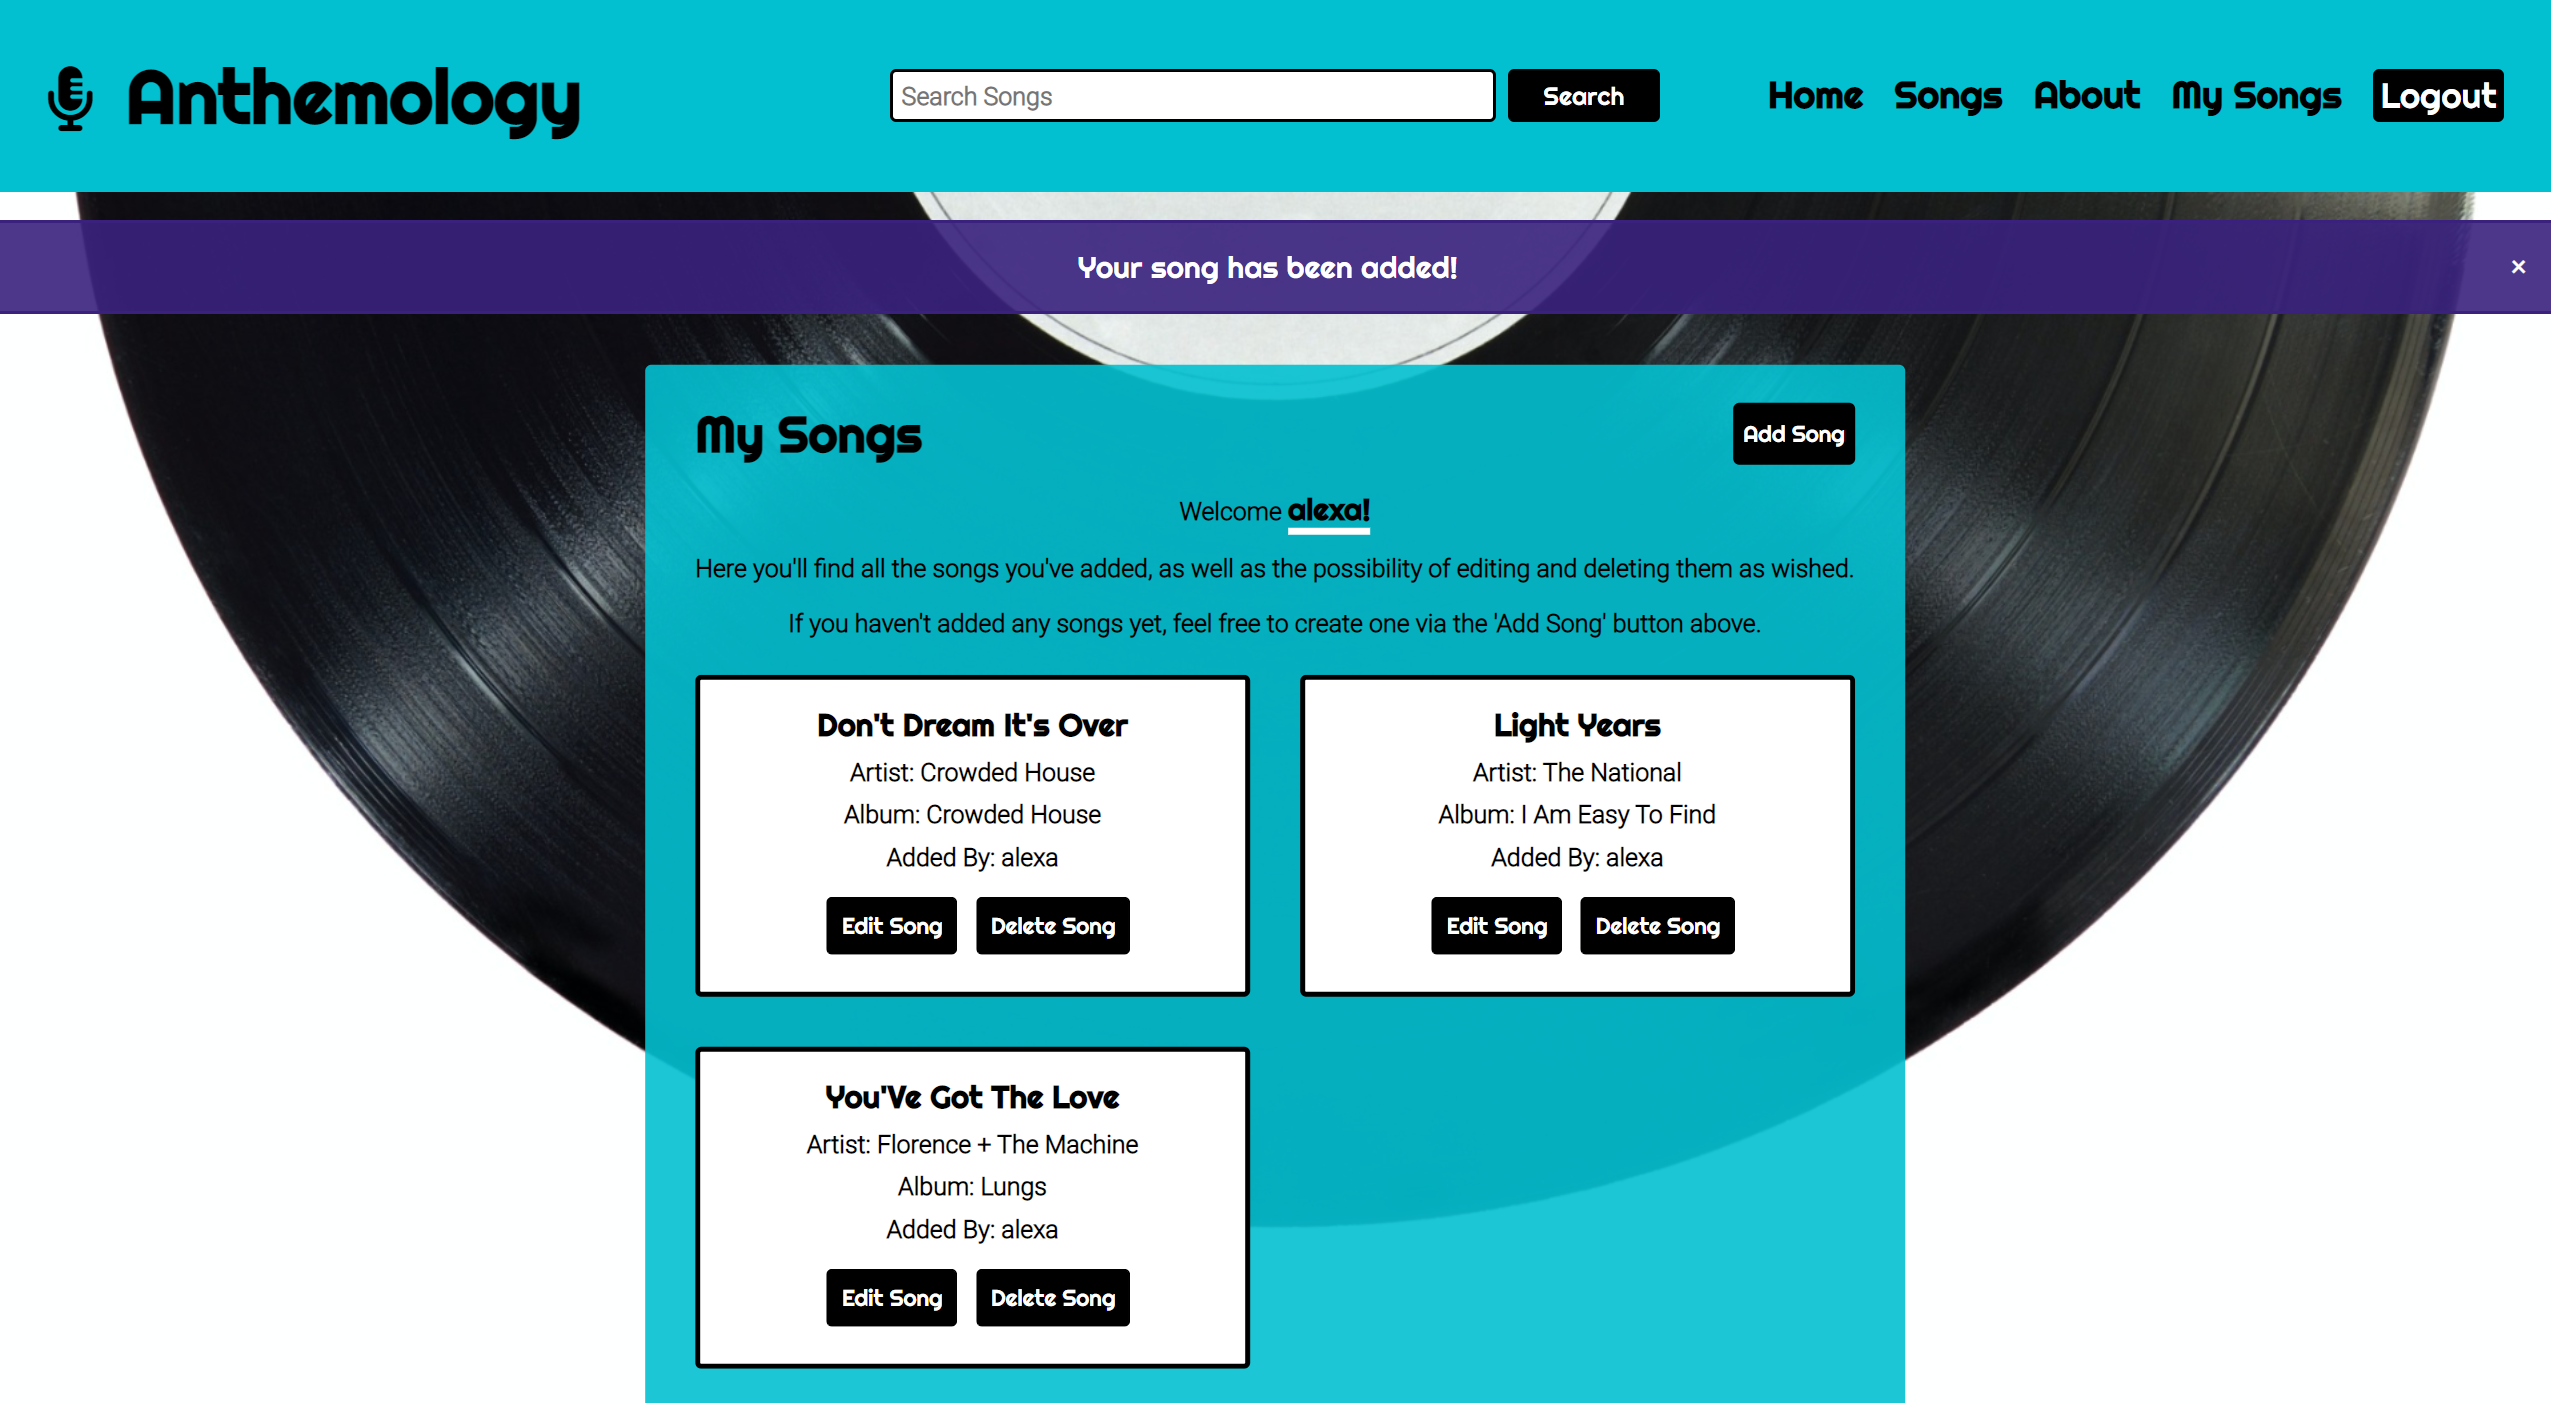 Anthemology
Search Songs
Search
Home
Songs
About
My Songs
Logout
Your song has been added!
×
My Songs
Add Song
Welcome alexa!
Here you'll find all the songs you've added, as well as the possibility of editing and deleting them as wished.
If you haven't added any songs yet, feel free to create one via the 'Add Song' button above.
Don't Dream It's Over
Artist: Crowded House
Album: Crowded House
Added By: alexa
Edit Song
Delete Song
Light Years
Artist: The National
Album: I Am Easy To Find
Added By: alexa
Edit Song
Delete Song
You'Ve Got The Love
Artist: Florence + The Machine
Album: Lungs
Added By: alexa
Edit Song
Delete Song